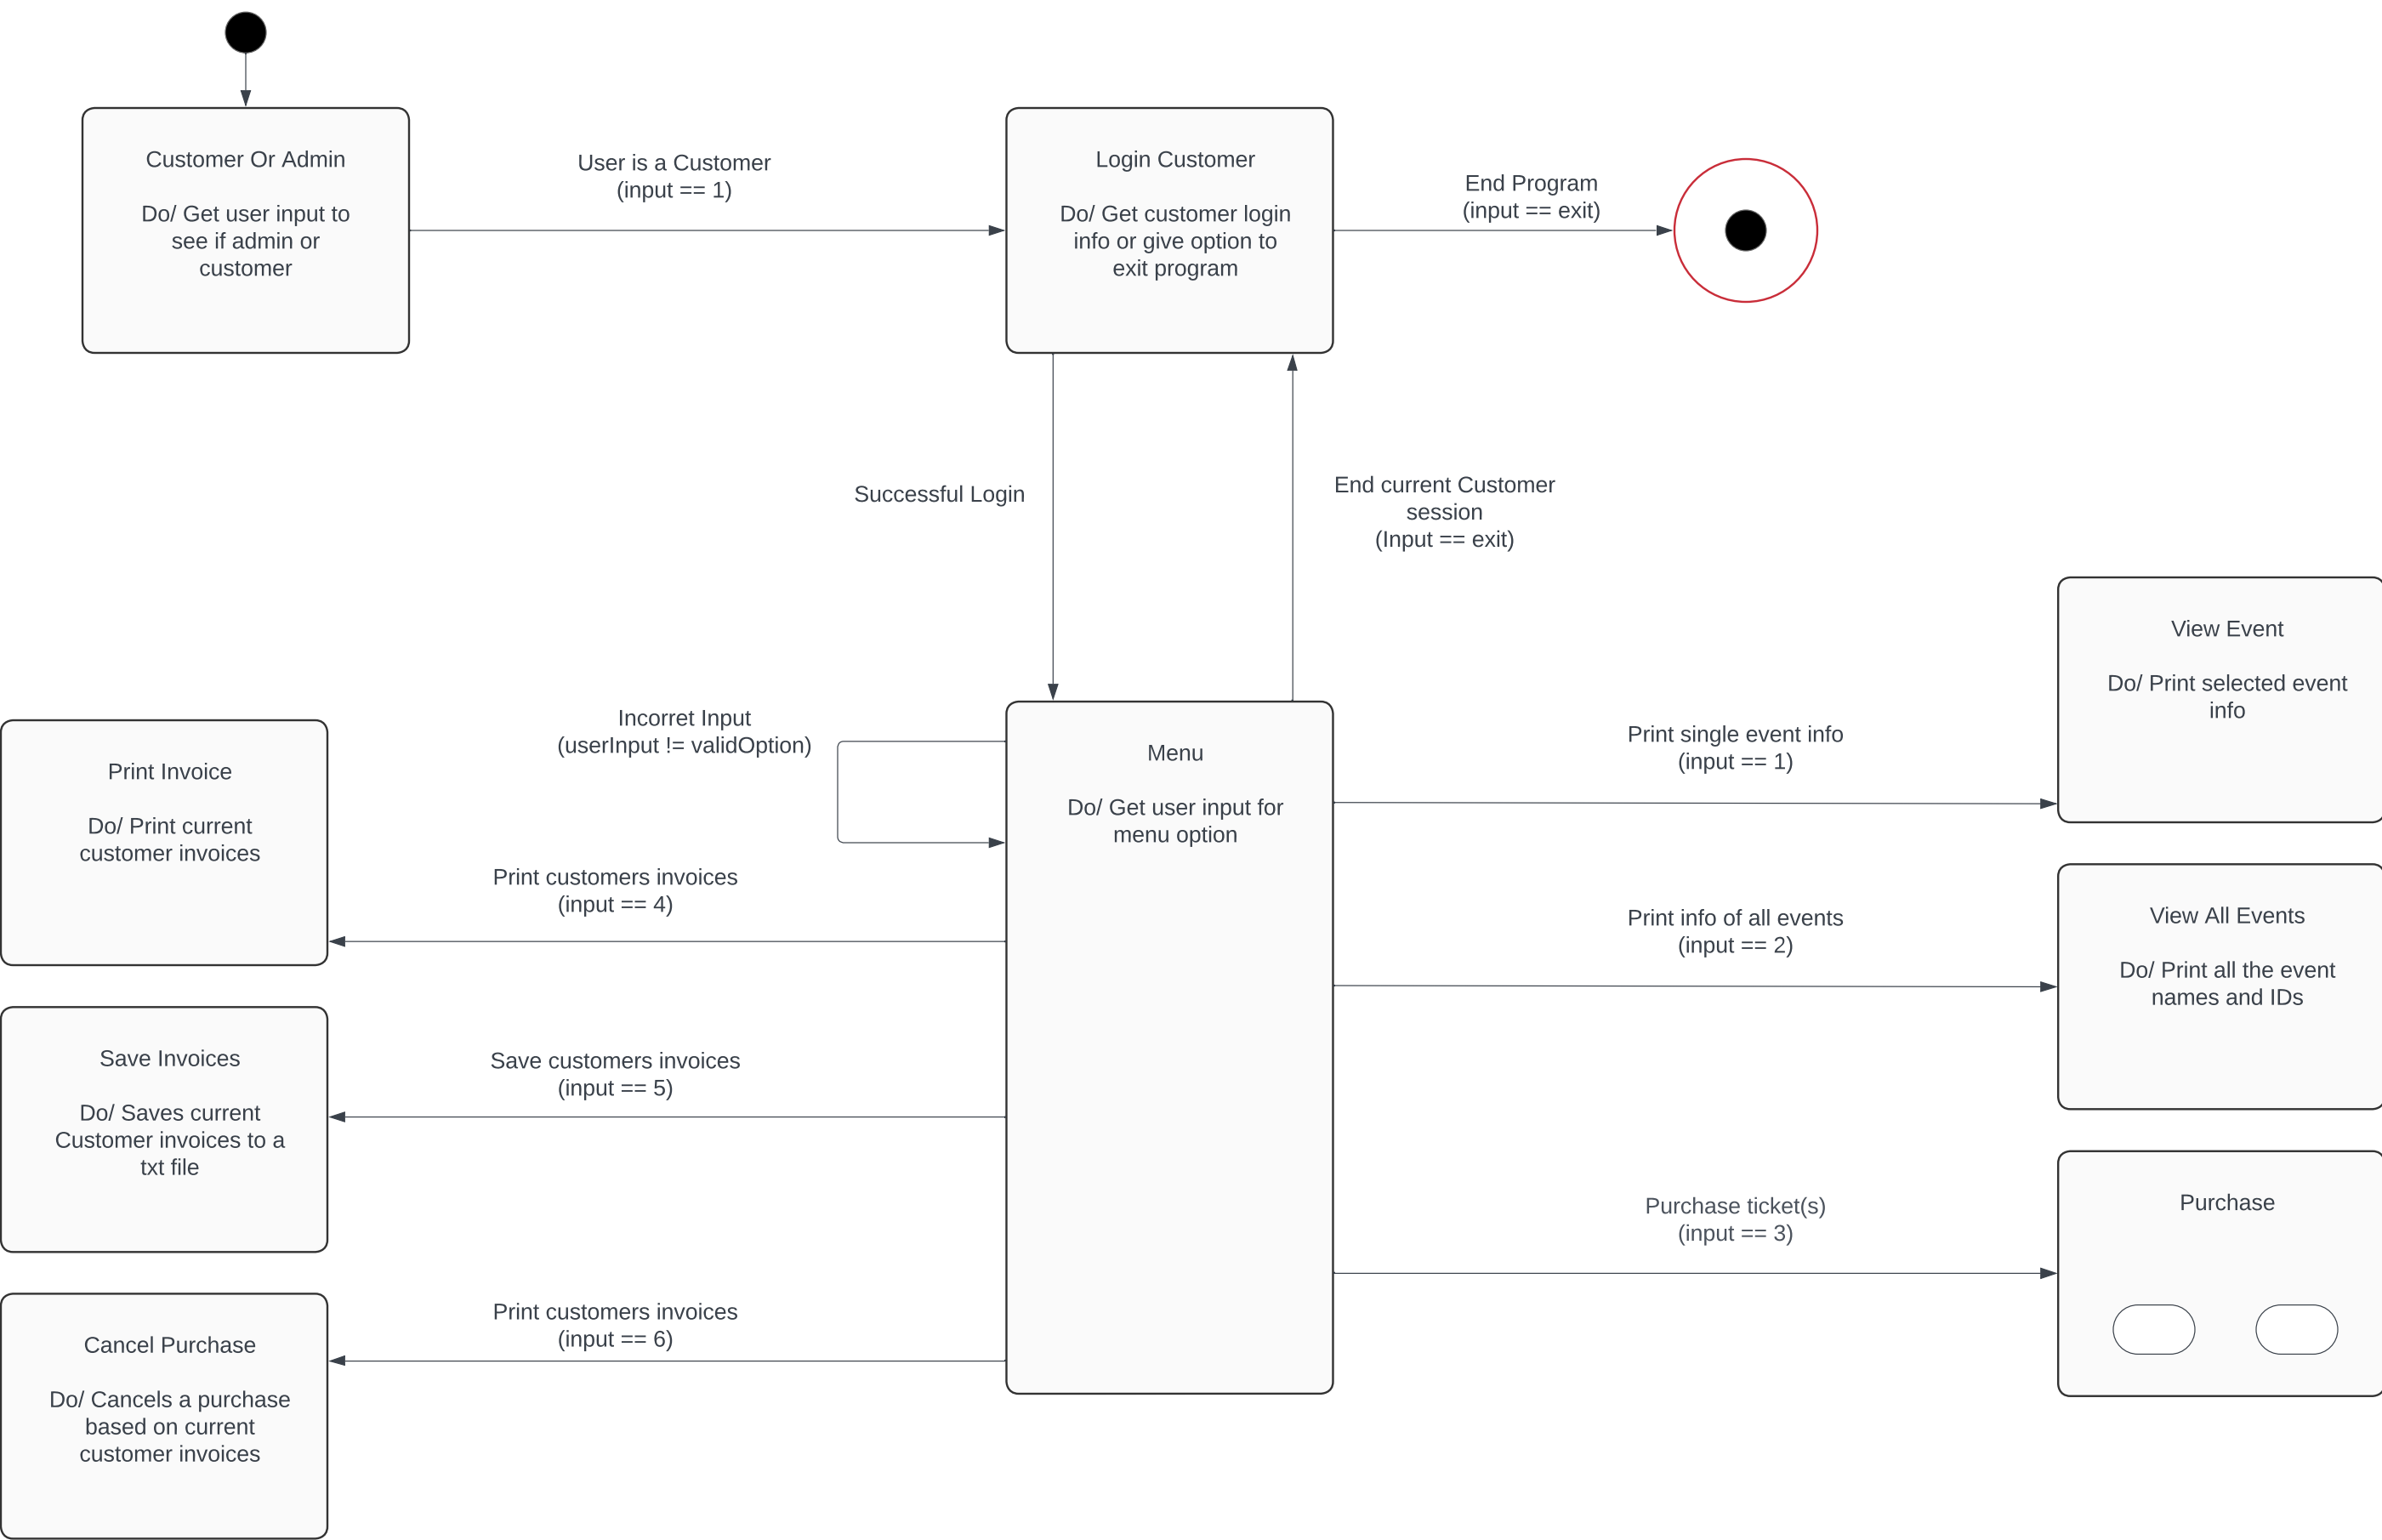 Customer Or Admin
Do/ Get user input to
see if admin or
customer
User is a Customer
(input == 1)
Login Customer
Do/ Get customer login
info or give option to
exit program
End Program
(input == exit)
Successful Login
End current Customer
session
(Input == exit)
View Event
Do/ Print selected event
info
Incorret Input
(userInput != validOption)
Print Invoice
Do/ Print current
customer invoices
Menu
Do/ Get user input for
menu option
Print single event info
(input == 1)
Print customers invoices
(input == 4)
Print info of all events
(input == 2)
View All Events
Do/ Print all the event
names and IDs
Save Invoices
Do/ Saves current
Customer invoices to a
txt file
Save customers invoices
(input == 5)
Purchase ticket(s)
(input == 3)
Purchase
Cancel Purchase
Do/ Cancels a purchase
based on current
customer invoices
Print customers invoices
(input == 6)